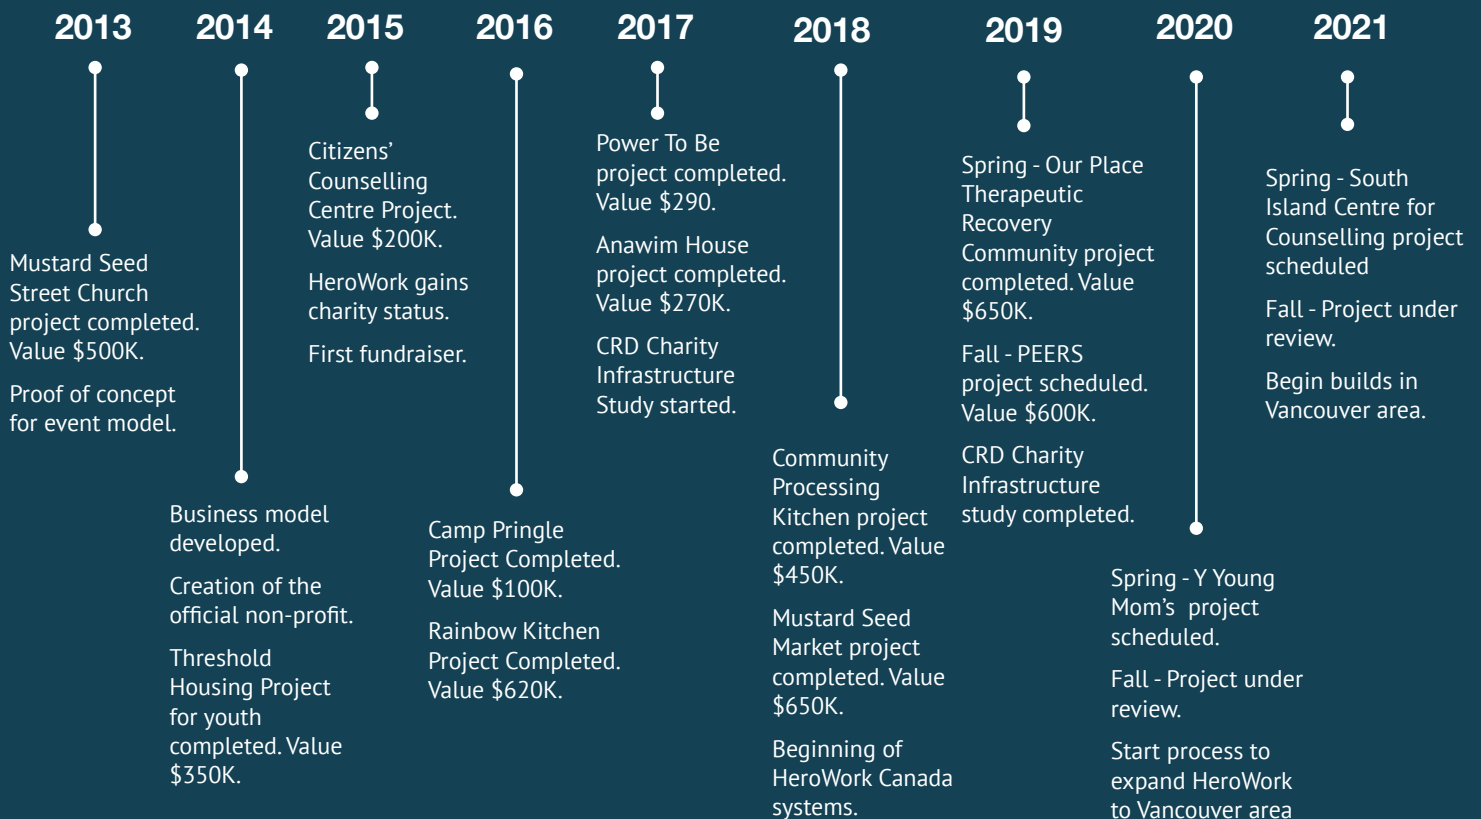 2013
Mustard Seed
Street Church
project completed.
Value $500K.
Proof of concept
for event model.
2014
Business model
developed.
Creation of the
official non-profit.
Threshold
Housing Project
for youth
completed. Value
$350K.
2015
Citizens’
Counselling
Centre Project.
Value $200K.
HeroWork gains
charity status.
First fundraiser.
2016
Camp Pringle
Project Completed.
Value $100K.
Rainbow Kitchen
Project Completed.
Value $620K.
2017
Power To Be
project completed.
Value $290.
Anawim House
project completed.
Value $270K.
CRD Charity
Infrastructure
Study started.
2018
Community
Processing
Kitchen project
completed. Value
$450K.
Mustard Seed
Market project
completed. Value
$650K.
Beginning of
HeroWork Canada
systems.
2019
Spring - Our Place
Therapeutic
Recovery
Community project
completed. Value
$650K.
Fall - PEERS
project scheduled.
Value $600K.
CRD Charity
Infrastructure
study completed.
2020
Spring - Y Young
Mom’s project
scheduled.
Fall - Project under
review.
Start process to
expand HeroWork
to Vancouver area
2021
Spring - South
Island Centre for
Counselling project
scheduled
Fall - Project under
review.
Begin builds in
Vancouver area.